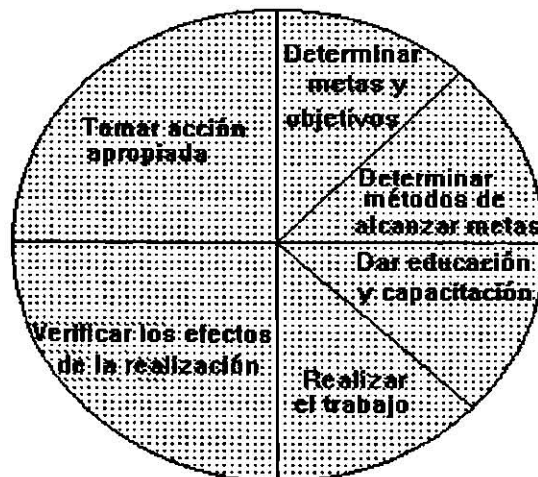 Determinar
metas y
objetivos
Determinar
métodos de
alcanzar metas
Dar educación
y capacitación
Realizar
el trabajo
Verificar los efectos
de la realización
Tomar acción
apropiada